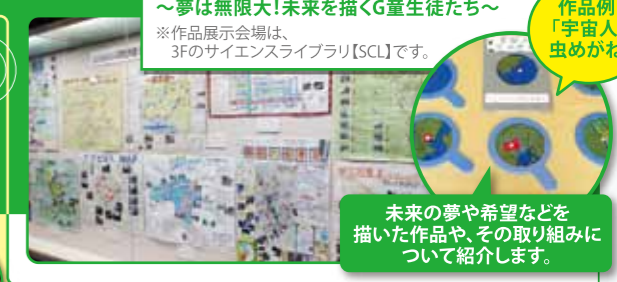 ～夢は無限大！未来を描くG童生徒たち～
※作品展示会場は、
3Fのサイエンスライブラリ【SCL】です。
作品例
「宇宙人
虫めがね
未来の夢や希望などを
描いた作品や、その取り組みに
ついて紹介します。